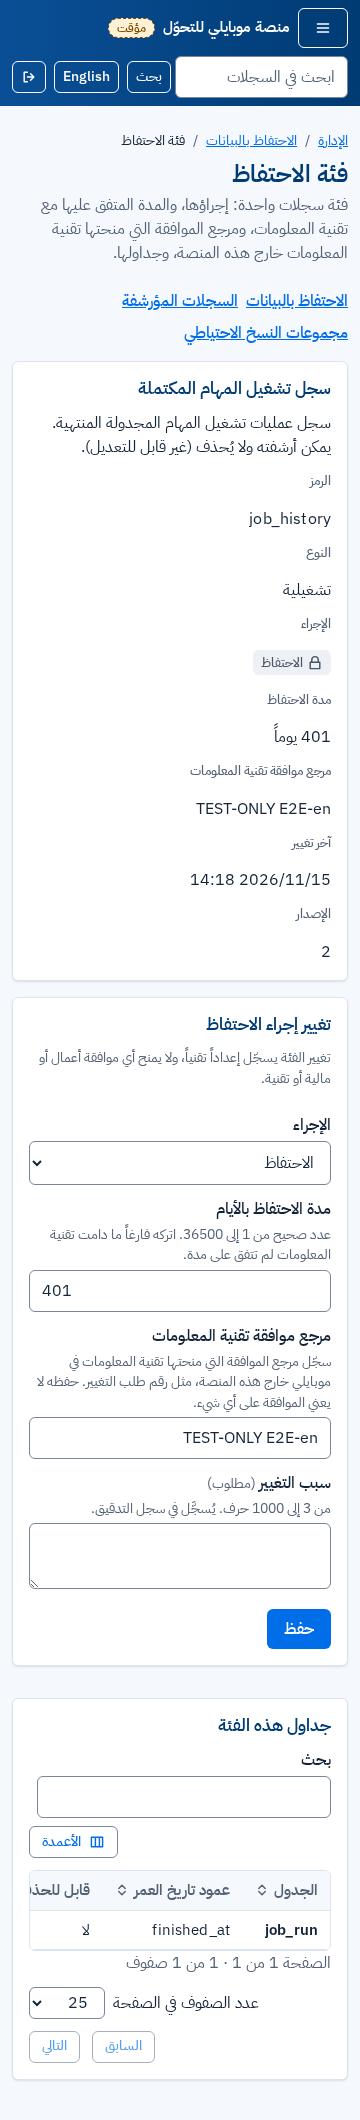 منصة موبايلي للتحوّل مؤقت
ابحث في السجلات بحث English
الإدارة / الاحتفاظ بالبيانات / فئة الاحتفاظ
فئة الاحتفاظ
فئة سجلات واحدة: إجراؤها، والمدة المتفق عليها مع
تقنية المعلومات، ومرجع الموافقة التي منحتها تقنية
المعلومات خارج هذه المنصة، وجداولها.
الاحتفاظ بالبيانات السجلات المؤرشفة
مجموعات النسخ الاحتياطي
سجل تشغيل المهام المكتملة
سجل عمليات تشغيل المهام المجدولة المنتهية.
يمكن أرشفته ولا يُحذف (غير قابل للتعديل).
الرمز
job_history
النوع
تشغيلية
الإجراء
الاحتفاظ
مدة الاحتفاظ
401 يوماً
مرجع موافقة تقنية المعلومات
TEST-ONLY E2E-en
آخر تغيير
2026/11/15 14:18
الإصدار
2
تغيير إجراء الاحتفاظ
تغيير الفئة يسجّل إعداداً تقنياً، ولا يمنح أي موافقة أعمال أو
مالية أو تقنية.
الإجراء
الاحتفاظ
مدة الاحتفاظ بالأيام
عدد صحيح من 1 إلى 36500. اتركه فارغاً ما دامت تقنية
المعلومات لم تتفق على مدة.
401
مرجع موافقة تقنية المعلومات
سجّل مرجع الموافقة التي منحتها تقنية المعلومات في
موبايلي خارج هذه المنصة، مثل رقم طلب التغيير. حفظه لا
يعني الموافقة على أي شيء.
TEST-ONLY E2E-en
سبب التغيير (مطلوب)
من 3 إلى 1000 حرف. يُسجَّل في سجل التدقيق.
حفظ
جداول هذه الفئة
بحث
الأعمدة
الجدول عمود تاريخ العمر قابل للحذف
job_run finished_at لا
الصفحة 1 من 1 · 1 من 1 صفوف
عدد الصفوف في الصفحة 25
السابق التالي